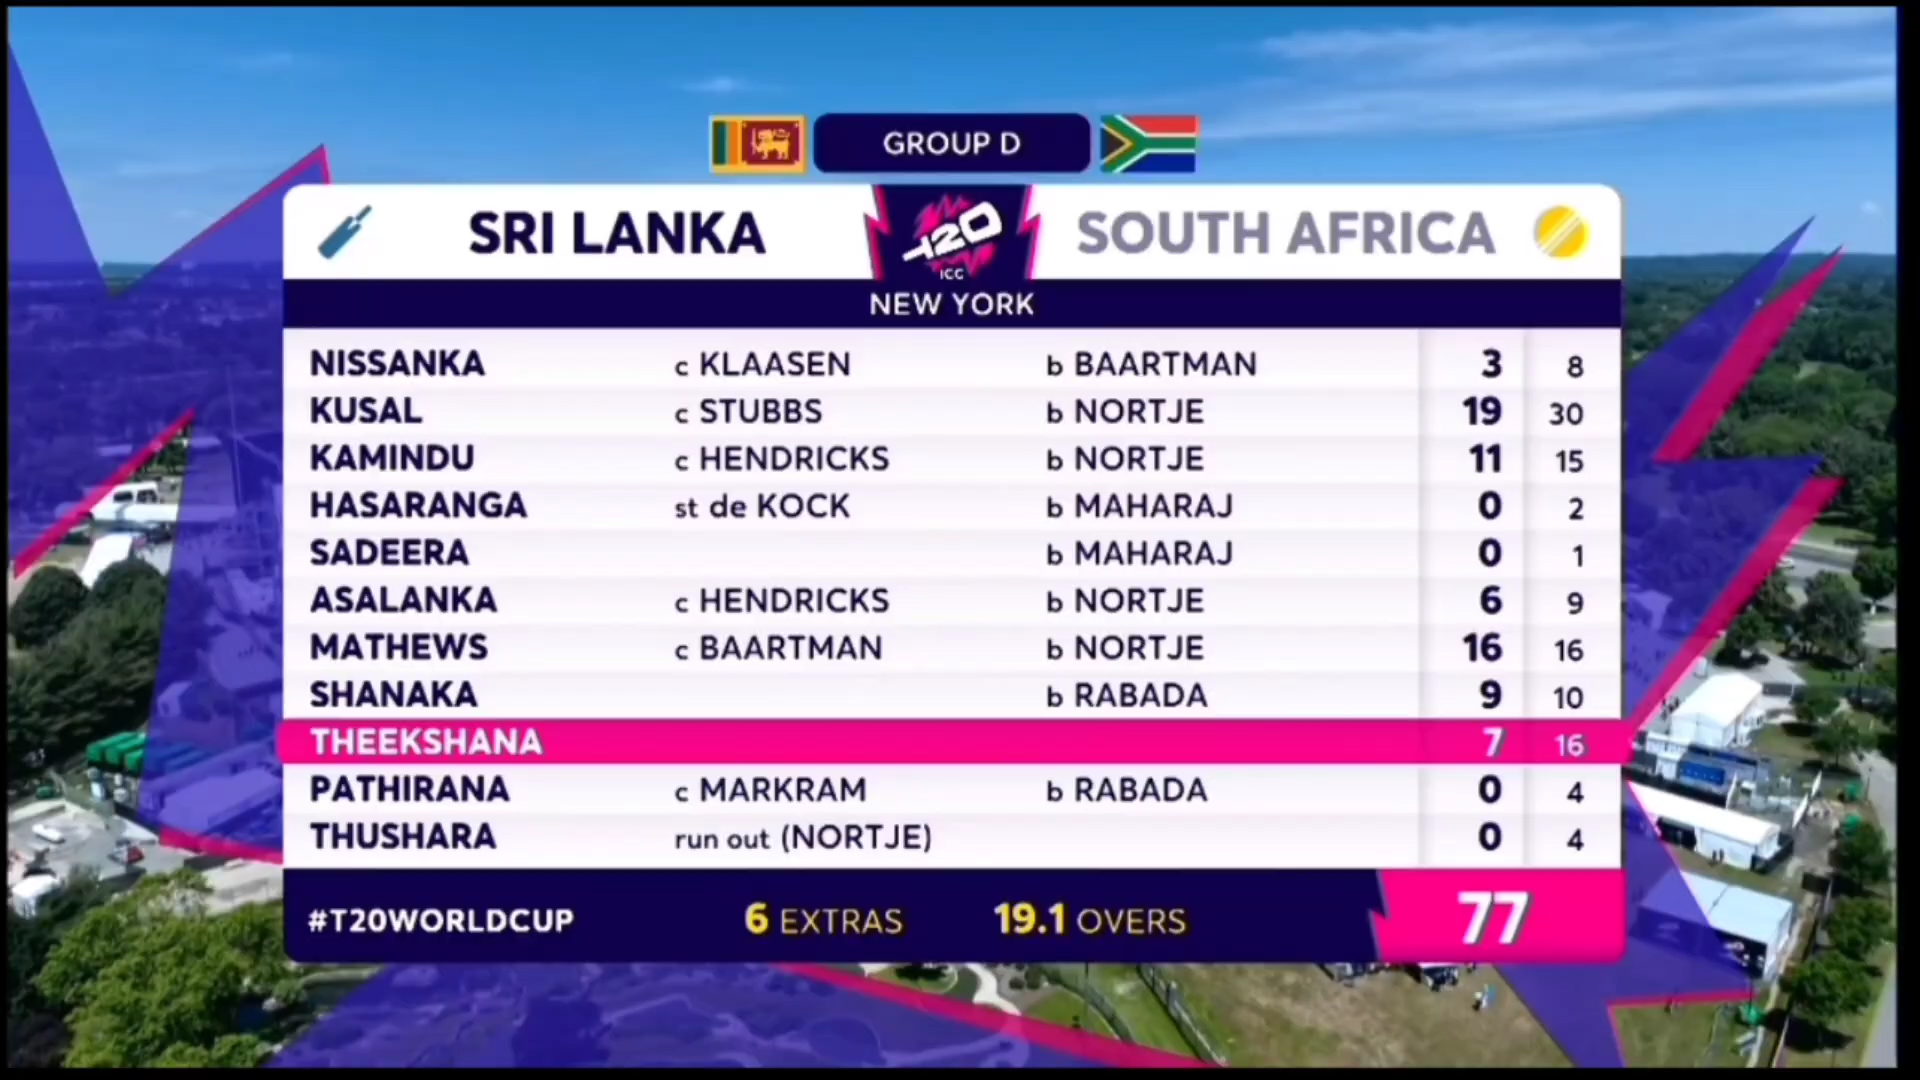 GROUP D
SRI LANKA T20 ICC SOUTH AFRICA
NEW YORK
NISSANKA c KLAASEN b BAARTMAN 3 8
KUSAL c STUBBS b NORTJE 19 30
KAMINDU c HENDRICKS b NORTJE 11 15
HASARANGA st de KOCK b MAHARAJ 0 2
SADEERA b MAHARAJ 0 1
ASALANKA c HENDRICKS b NORTJE 6 9
MATHEWS c BAARTMAN b NORTJE 16 16
SHANAKA b RABADA 9 10
THEEKSHANA 7 16
PATHIRANA c MARKRAM b RABADA 0 4
THUSHARA run out (NORTJE) 0 4
#T20WORLDCUP 6 EXTRAS 19.1 OVERS 77